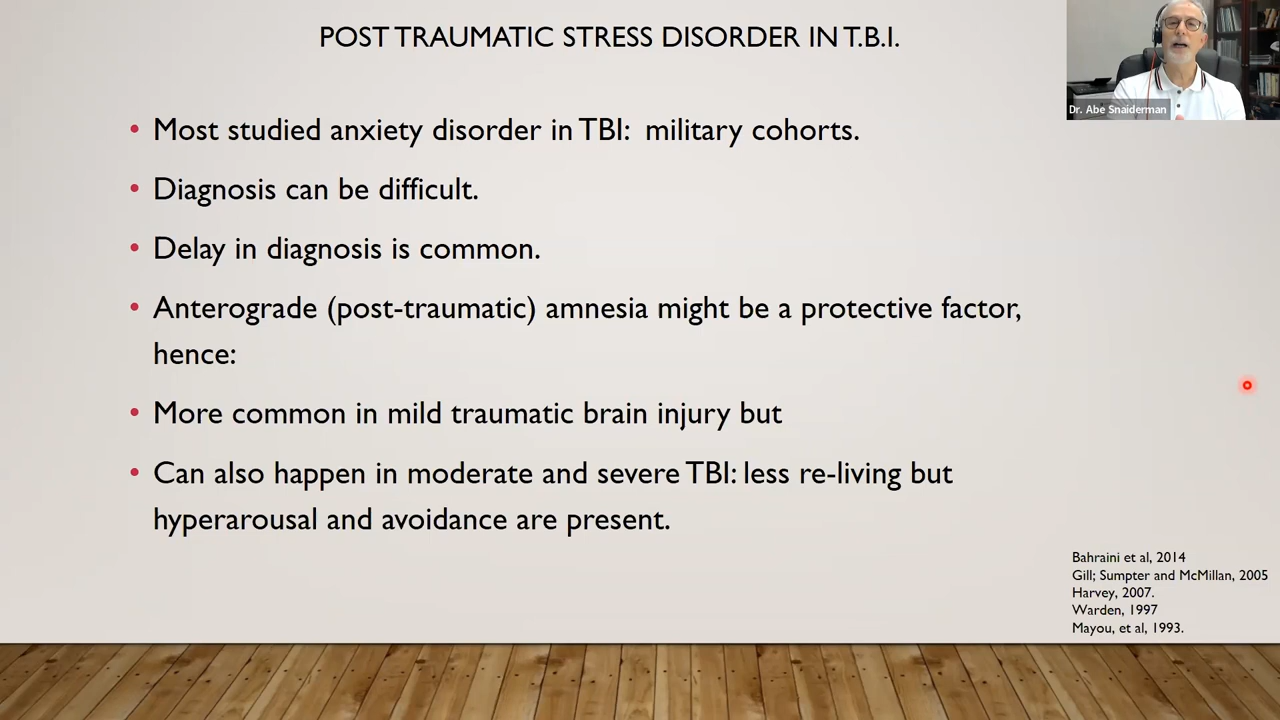 POST TRAUMATIC STRESS DISORDER IN T.B.I.
Dr. Abe Snaiderman
• Most studied anxiety disorder in TBI: military cohorts.
• Diagnosis can be difficult.
• Delay in diagnosis is common.
• Anterograde (post-traumatic) amnesia might be a protective factor,
hence:
• More common in mild traumatic brain injury but
• Can also happen in moderate and severe TBI: less re-living but
hyperarousal and avoidance are present.
Bahraini et al, 2014
Gill; Sumpter and McMillan, 2005
Harvey, 2007.
Warden, 1997
Mayou, et al, 1993.